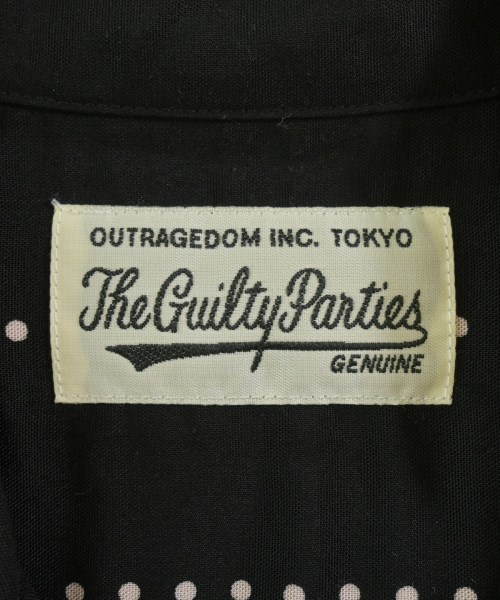 OUTRAGEDOM INC. TOKYO
The Guilty Parties
GENUINE